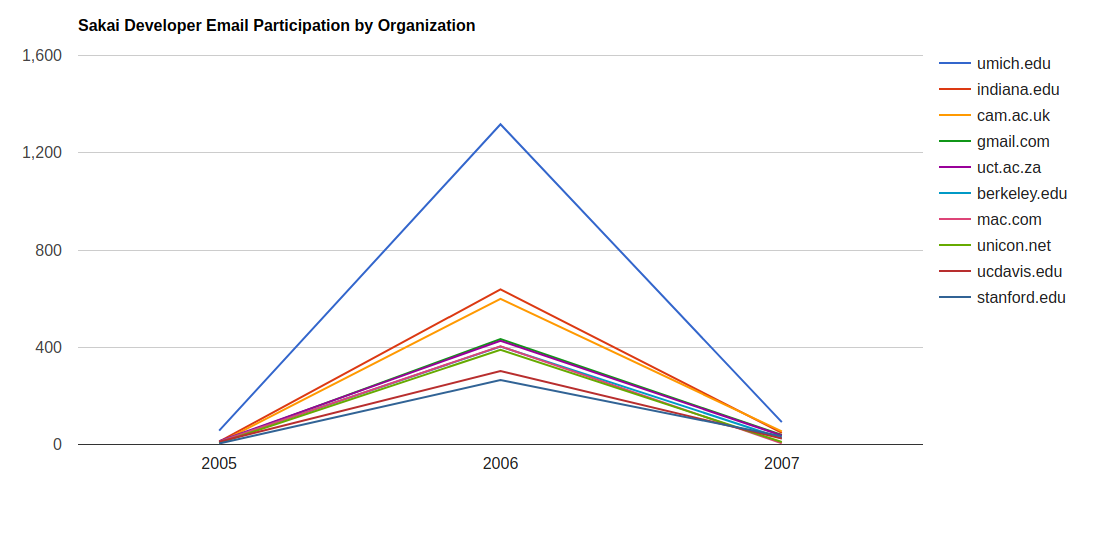 Sakai Developer Email Participation by Organization
1,600
1,200
800
400
0
2005 2006 2007
umich.edu
indiana.edu
cam.ac.uk
gmail.com
uct.ac.za
berkeley.edu
mac.com
unicon.net
ucdavis.edu
stanford.edu